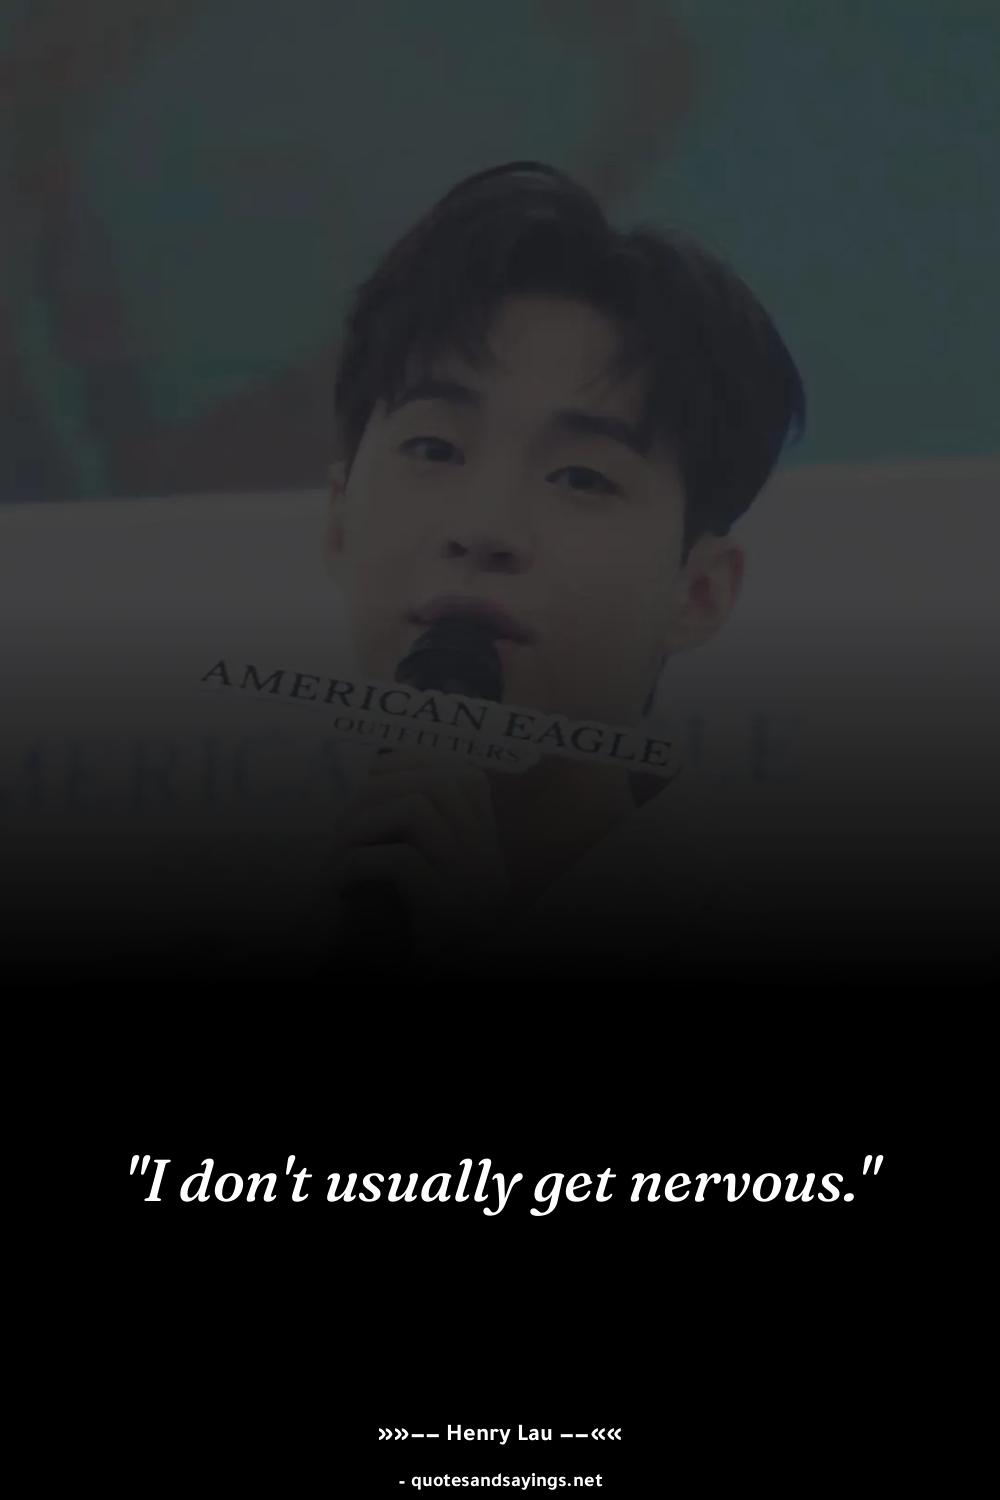 AMERICAN EAGLE
OUTFITTERS
"I don't usually get nervous."
»»—— Henry Lau ——««
- quotesandsayings.net